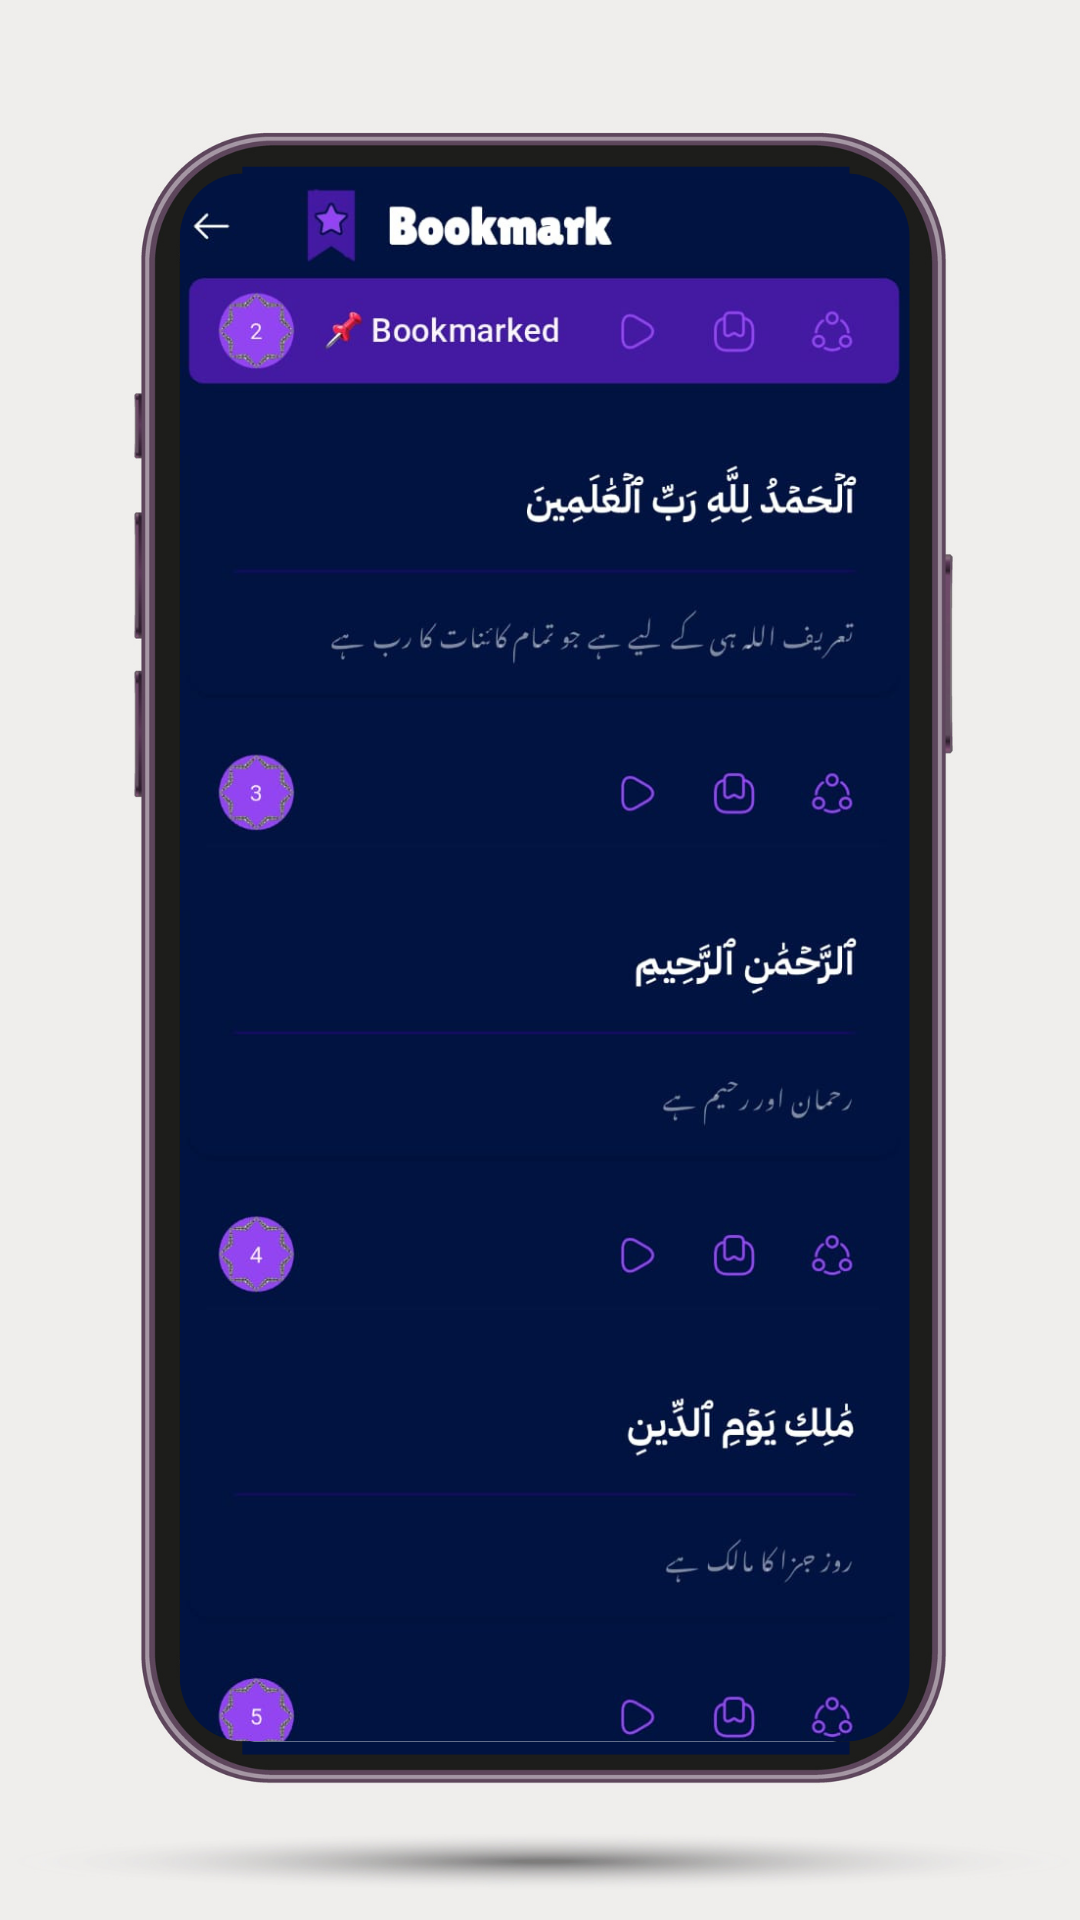 Bookmark
2 📌 Bookmarked
ٱلۡحَمۡدُ لِلَّهِ رَبِّ ٱلۡعَٰلَمِينَ
تعریف اللہ ہی کے لیے ہے جو تمام کائنات کا رب ہے
3
ٱلرَّحۡمَٰنِ ٱلرَّحِيمِ
رحمان اور رحیم ہے
4
مَٰلِكِ يَوۡمِ ٱلدِّينِ
روز جزا کا مالک ہے
5